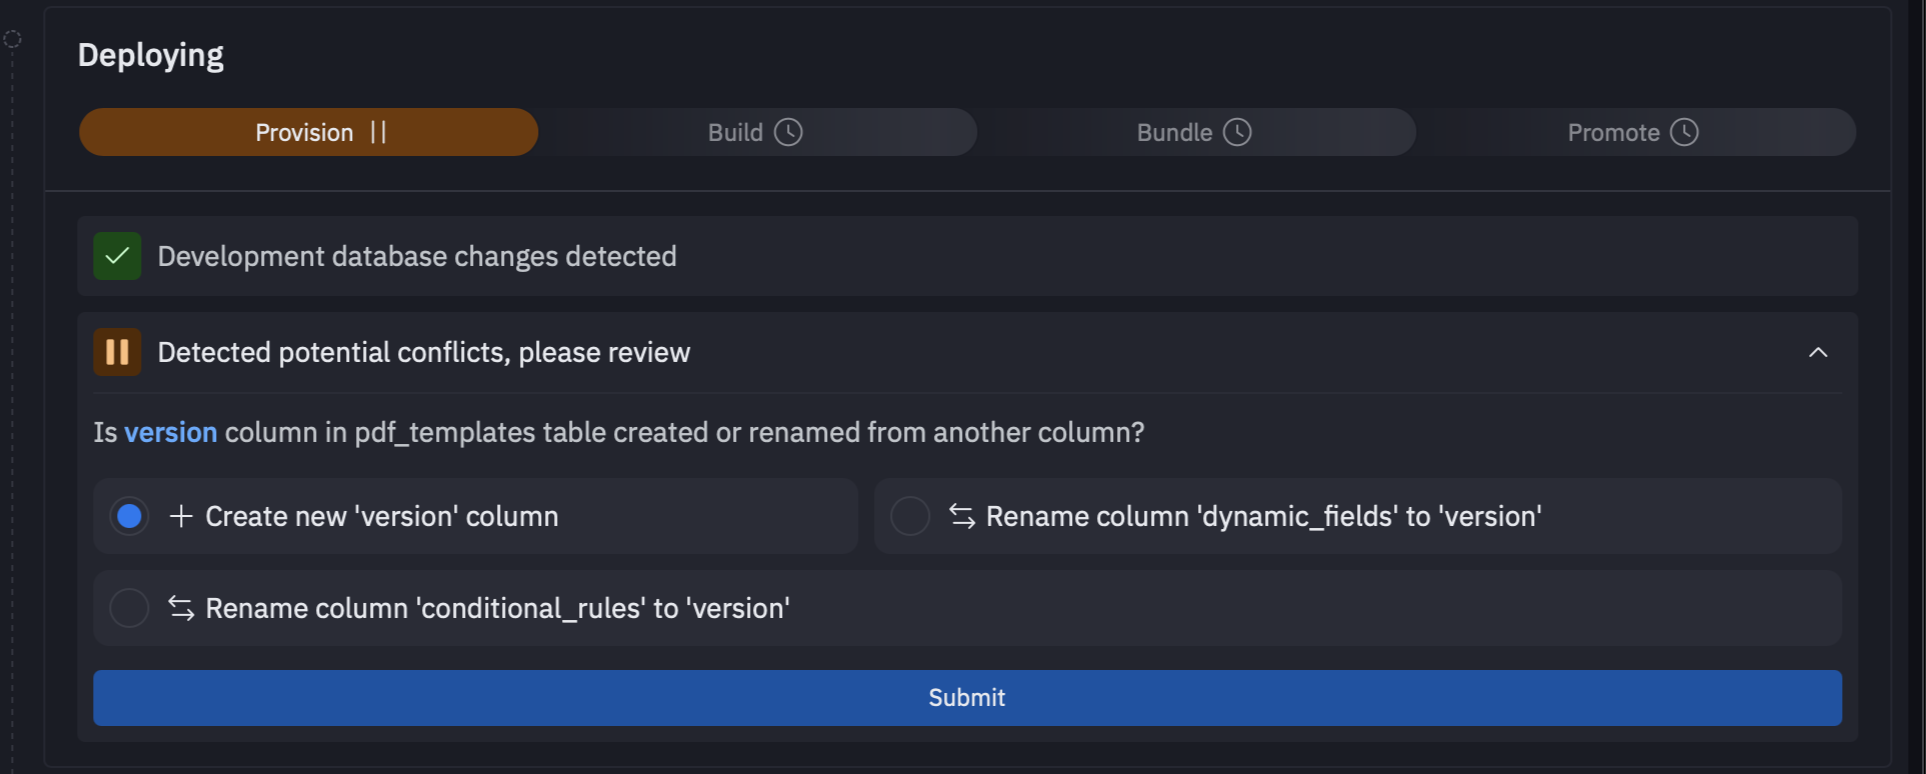 Deploying
Provision
Build
Bundle
Promote
Development database changes detected
Detected potential conflicts, please review
Is version column in pdf_templates table created or renamed from another column?
Create new 'version' column
Rename column 'dynamic_fields' to 'version'
Rename column 'conditional_rules' to 'version'
Submit